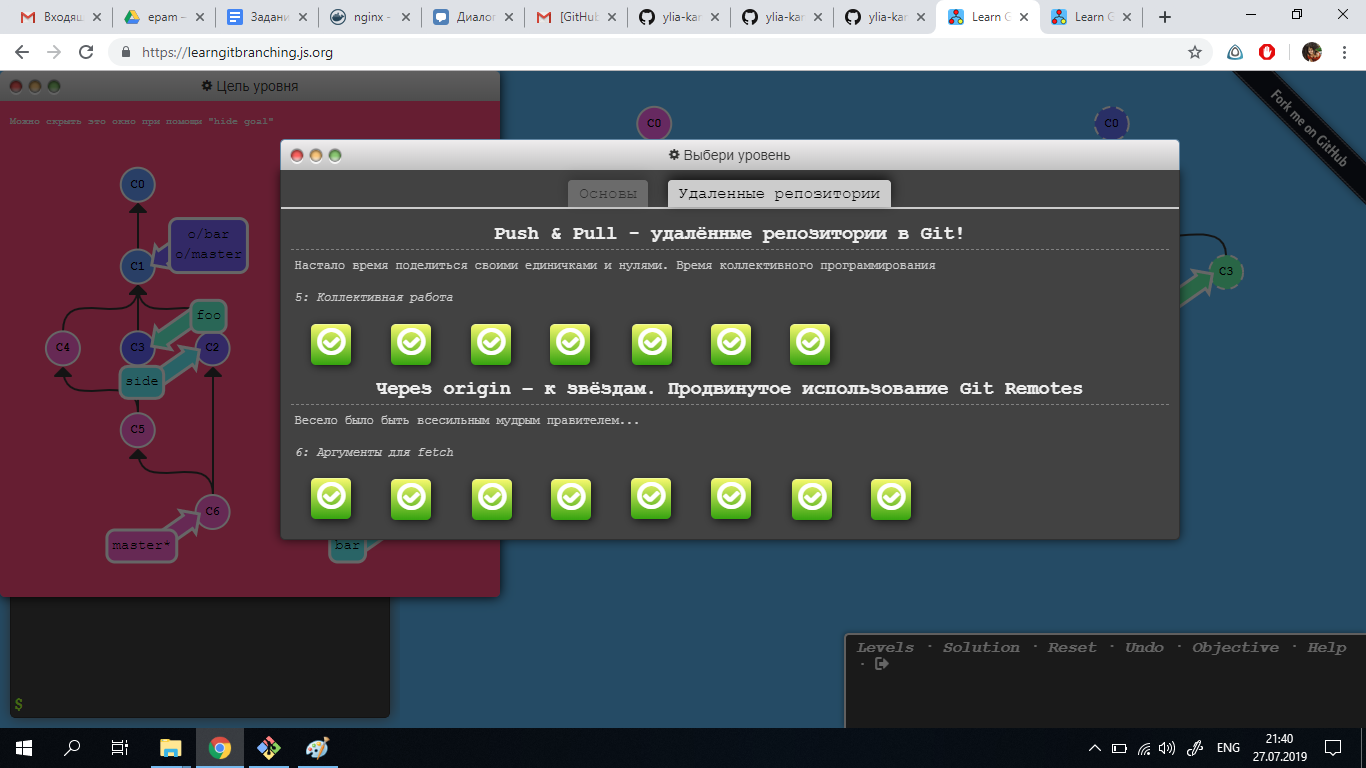 Входящ
epam –
Задани
nginx -
Диалог
[GitHub
ylia-kar
ylia-kar
ylia-kar
Learn G
Learn G
https://learngitbranching.js.org
Цель уровня
Можно скрыть это окно при помощи "hide goal"
C0
C0
Fork me on GitHub
Выбери уровень
Основы
Удаленные репозитории
Push & Pull - удалённые репозитории в Git!
Настало время поделиться своими единичками и нулями. Время коллективного программирования
5: Коллективная работа
Через origin – к звёздам. Продвинутое использование Git Remotes
Весело было быть всесильным мудрым правителем...
6: Аргументы для fetch
C0
o/bar
o/master
C1
foo
C4
C3
C2
side
C5
C6
master*
bar
C3
$
Levels · Solution · Reset · Undo · Objective · Help
·
ENG
21:40
27.07.2019